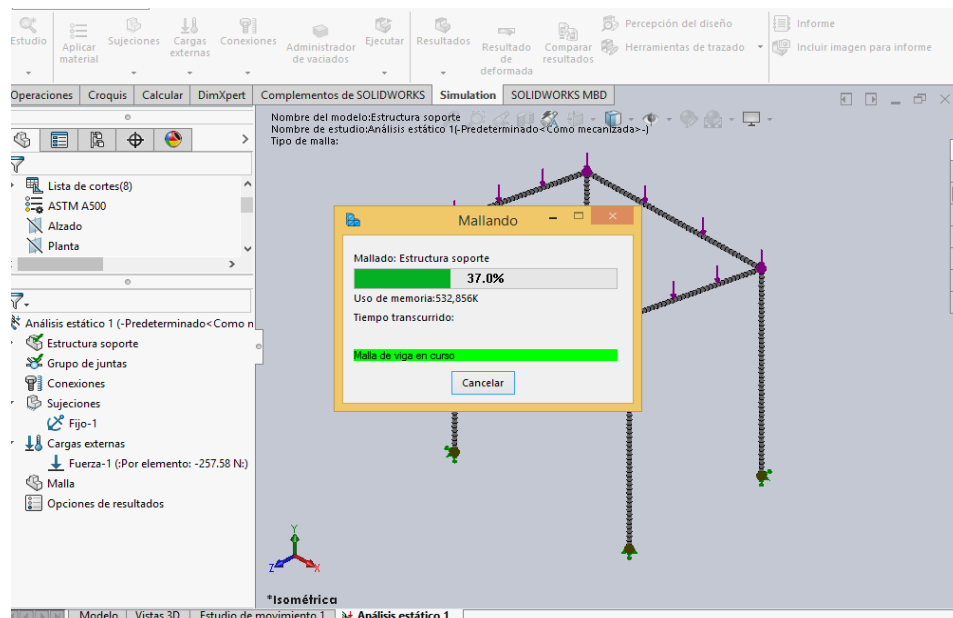 Estudio
Aplicar material
Sujeciones
Cargas externas
Conexiones
Administrador de vaciados
Ejecutar
Resultados
Resultado de deformada
Comparar resultados
Percepción del diseño
Herramientas de trazado
Informe
Incluir imagen para informe
Operaciones
Croquis
Calcular
DimXpert
Complementos de SOLIDWORKS
Simulation
SOLIDWORKS MBD
Nombre del modelo:Estructura soporte
Nombre de estudio:Análisis estático 1(-Predeterminado<Cómo mecanizada>-)
Tipo de malla:
Lista de cortes(8)
ASTM A500
Alzado
Planta
Análisis estático 1 (-Predeterminado<Como n
Estructura soporte
Grupo de juntas
Conexiones
Sujeciones
Fijo-1
Cargas externas
Fuerza-1 (:Por elemento: -257.58 N:)
Malla
Opciones de resultados
Mallando
Mallado: Estructura soporte
37.0%
Uso de memoria:532,856K
Tiempo transcurrido:
Malla de viga en curso
Cancelar
Y
Z
X
*Isométrica
Modelo
Vistas 3D
Estudio de movimiento 1
Análisis estático 1